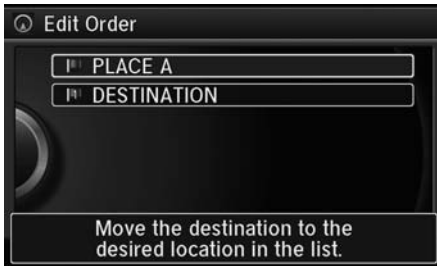 Edit Order
PLACE A
DESTINATION
Move the destination to the
desired location in the list.